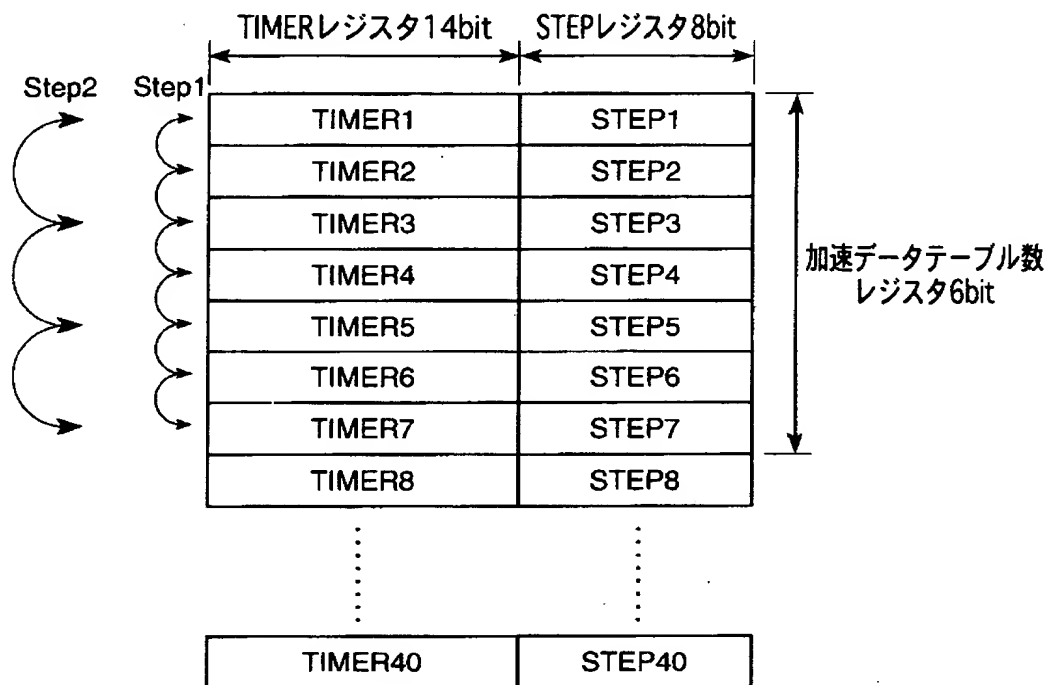 TIMERレジスタ14bit STEPレジスタ8bit
Step2 Step1
TIMER1 STEP1
TIMER2 STEP2
TIMER3 STEP3
TIMER4 STEP4
加速データテーブル数
レジスタ6bit
TIMER5 STEP5
TIMER6 STEP6
TIMER7 STEP7
TIMER8 STEP8
TIMER40 STEP40